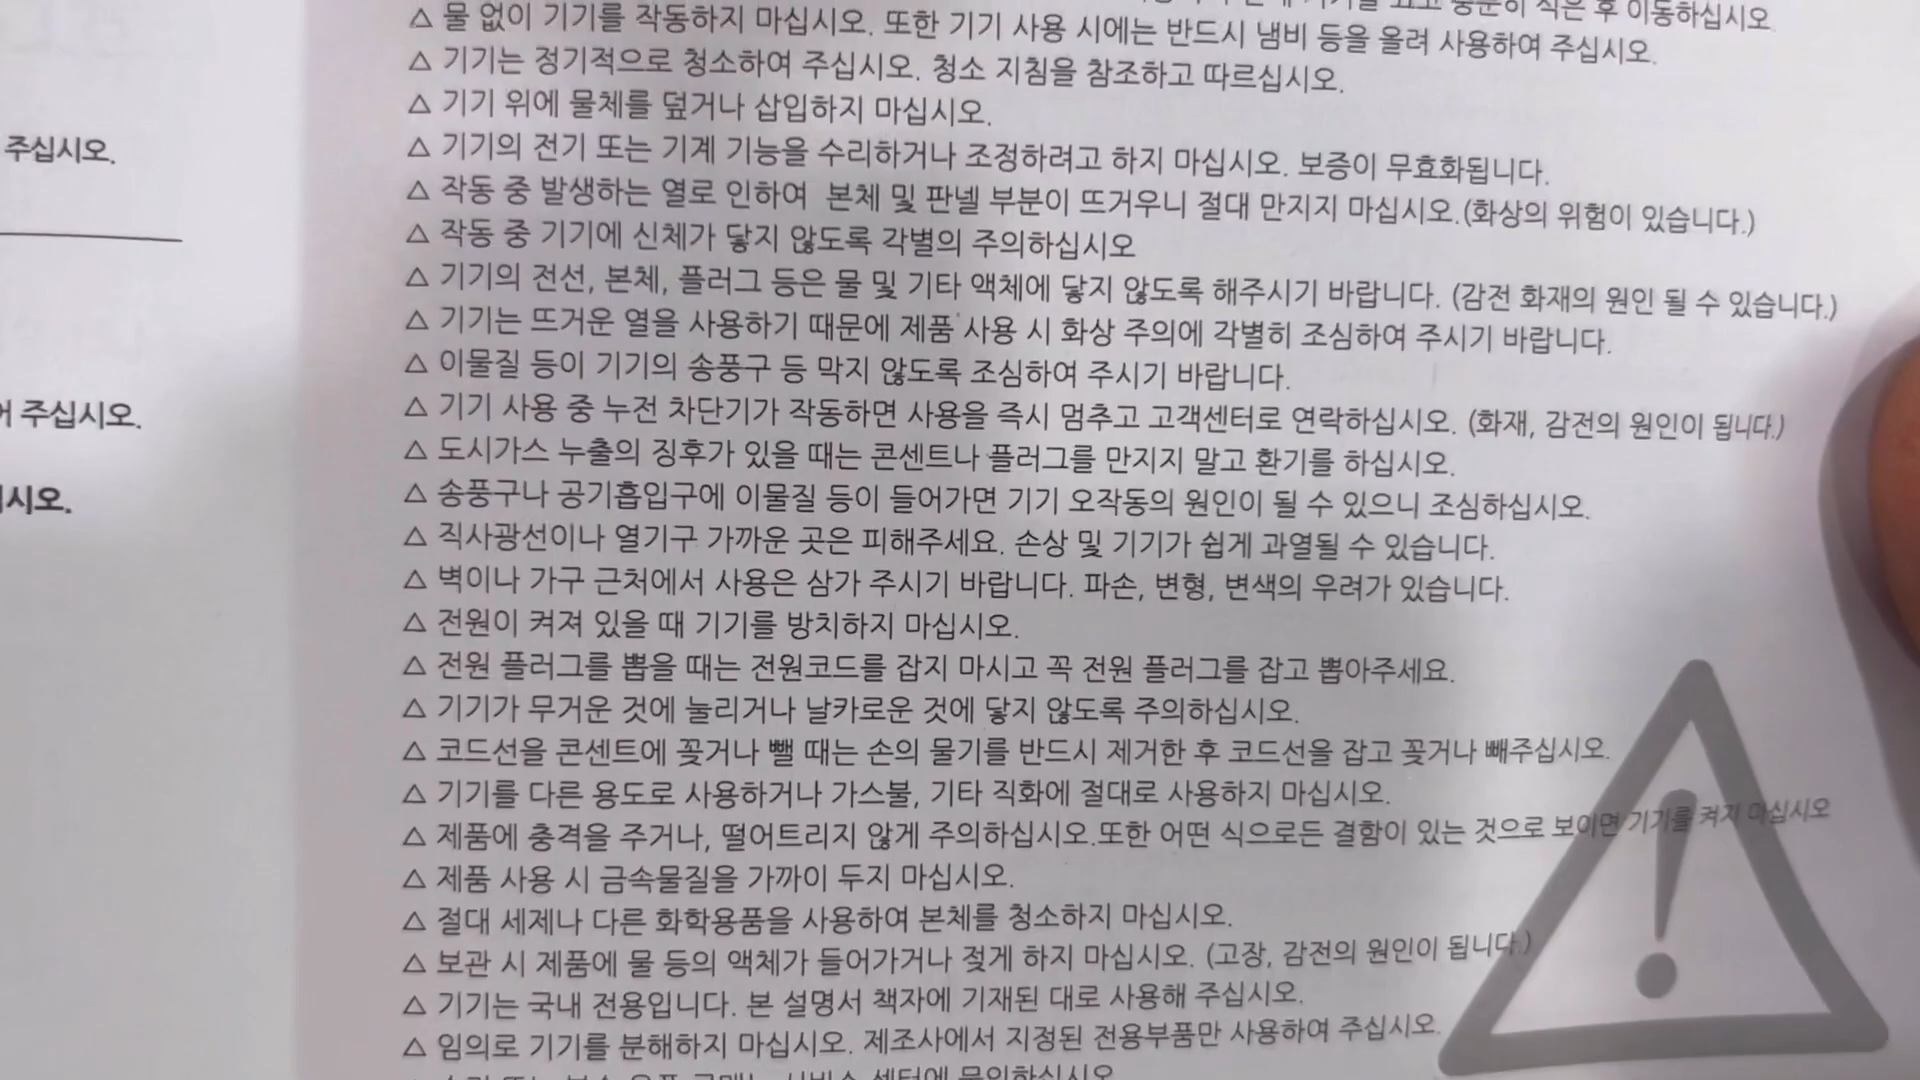 충분히 식은 후 이동하십시오
△ 물 없이 기기를 작동하지 마십시오. 또한 기기 사용 시에는 반드시 냄비 등을 올려 사용하여 주십시오.
△ 기기는 정기적으로 청소하여 주십시오. 청소 지침을 참조하고 따르십시오.
△ 기기 위에 물체를 덮거나 삽입하지 마십시오.
△ 기기의 전기 또는 기계 기능을 수리하거나 조정하려고 하지 마십시오. 보증이 무효화됩니다.
△ 작동 중 발생하는 열로 인하여 본체 및 판넬 부분이 뜨거우니 절대 만지지 마십시오.(화상의 위험이 있습니다.)
△ 작동 중 기기에 신체가 닿지 않도록 각별의 주의하십시오
△ 기기의 전선, 본체, 플러그 등은 물 및 기타 액체에 닿지 않도록 해주시기 바랍니다. (감전 화재의 원인 될 수 있습니다.)
△ 기기는 뜨거운 열을 사용하기 때문에 제품 사용 시 화상 주의에 각별히 조심하여 주시기 바랍니다.
△ 이물질 등이 기기의 송풍구 등 막지 않도록 조심하여 주시기 바랍니다.
△ 기기 사용 중 누전 차단기가 작동하면 사용을 즉시 멈추고 고객센터로 연락하십시오. (화재, 감전의 원인이 됩니다.)
△ 도시가스 누출의 징후가 있을 때는 콘센트나 플러그를 만지지 말고 환기를 하십시오.
△ 송풍구나 공기흡입구에 이물질 등이 들어가면 기기 오작동의 원인이 될 수 있으니 조심하십시오.
△ 직사광선이나 열기구 가까운 곳은 피해주세요. 손상 및 기기가 쉽게 과열될 수 있습니다.
△ 벽이나 가구 근처에서 사용은 삼가 주시기 바랍니다. 파손, 변형, 변색의 우려가 있습니다.
△ 전원이 켜져 있을 때 기기를 방치하지 마십시오.
△ 전원 플러그를 뽑을 때는 전원코드를 잡지 마시고 꼭 전원 플러그를 잡고 뽑아주세요.
△ 기기가 무거운 것에 눌리거나 날카로운 것에 닿지 않도록 주의하십시오.
△ 코드선을 콘센트에 꽂거나 뺄 때는 손의 물기를 반드시 제거한 후 코드선을 잡고 꽂거나 빼주십시오.
△ 기기를 다른 용도로 사용하거나 가스불, 기타 직화에 절대로 사용하지 마십시오.
△ 제품에 충격을 주거나, 떨어트리지 않게 주의하십시오.또한 어떤 식으로든 결함이 있는 것으로 보이면 기기를 켜지 마십시오
△ 제품 사용 시 금속물질을 가까이 두지 마십시오.
△ 절대 세제나 다른 화학용품을 사용하여 본체를 청소하지 마십시오.
△ 보관 시 제품에 물 등의 액체가 들어가거나 젖게 하지 마십시오. (고장, 감전의 원인이 됩니다.)
△ 기기는 국내 전용입니다. 본 설명서 책자에 기재된 대로 사용해 주십시오.
△ 임의로 기기를 분해하지 마십시오. 제조사에서 지정된 전용부품만 사용하여 주십시오.
센터에 문의하십시오
주십시오.
주십시오.
시오.